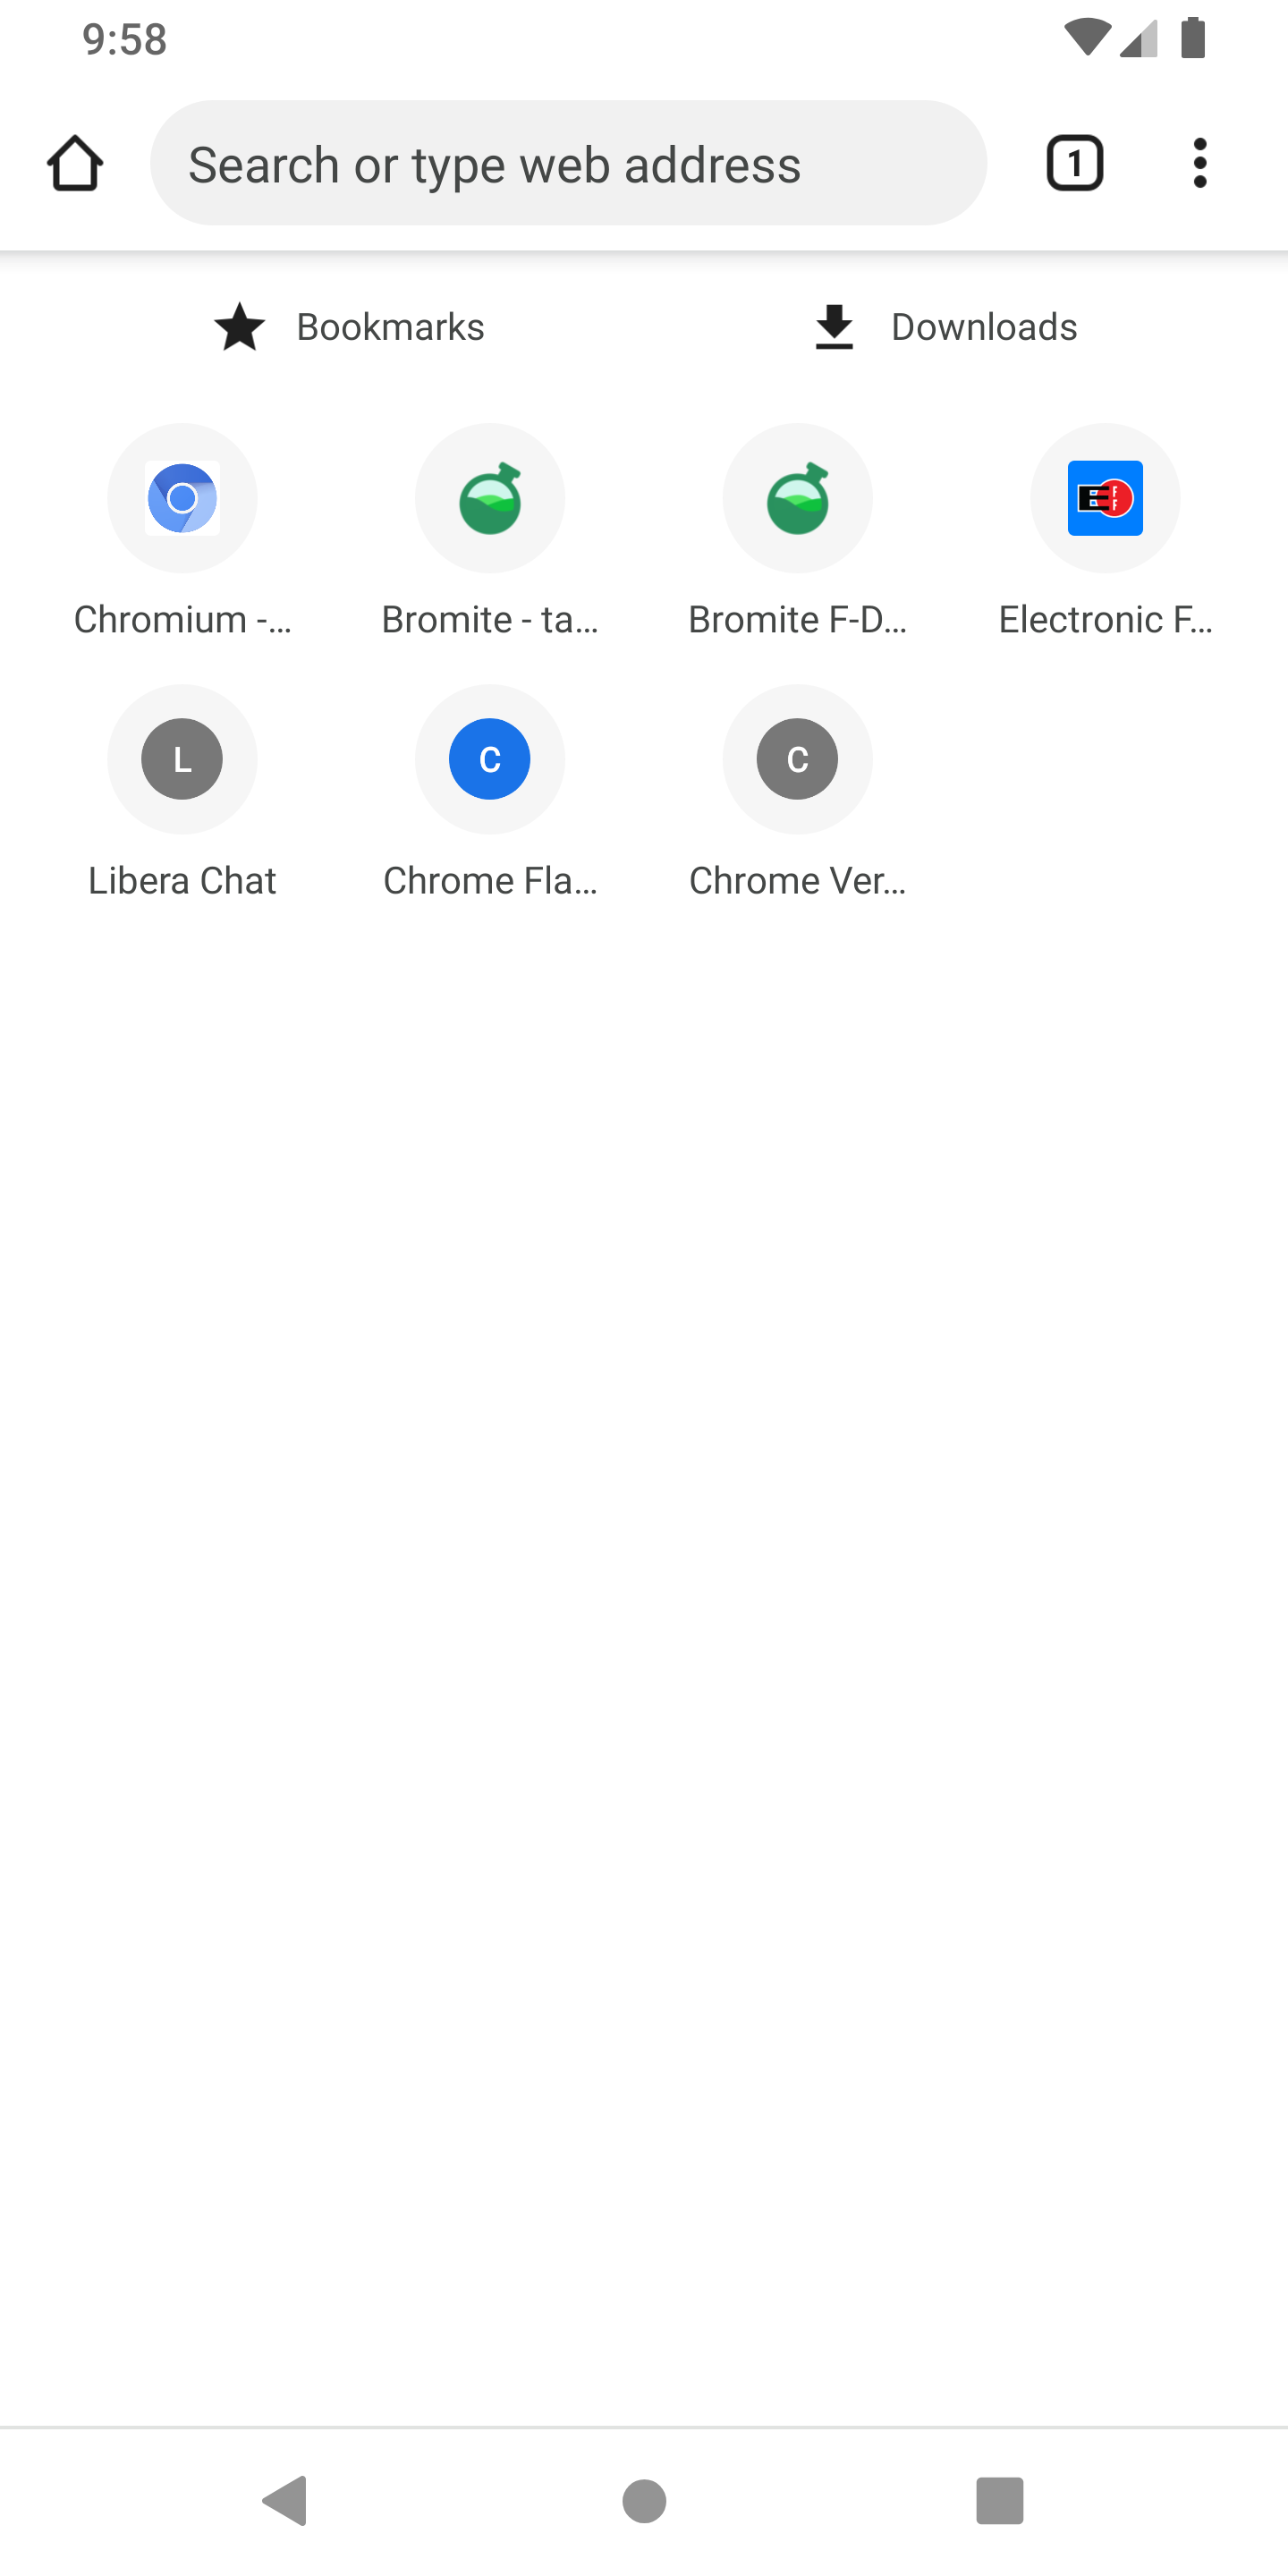 9:58
Search or type web address
1
Bookmarks
Downloads
Chromium -...
Bromite - ta...
Bromite F-D...
Electronic F...
E
F
F
L
C
C
Libera Chat
Chrome Fla...
Chrome Ver...